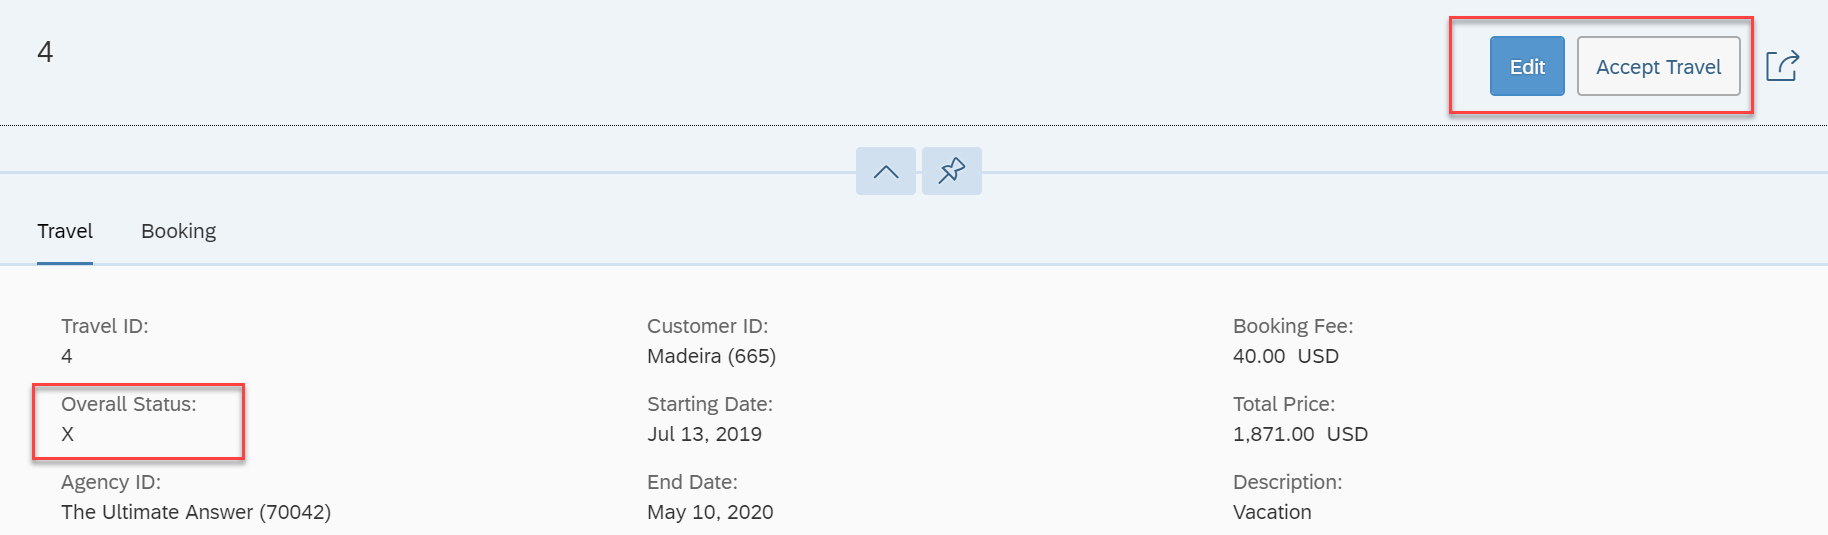 4
Edit
Accept Travel
Travel
Booking
Travel ID:
4
Overall Status:
X
Agency ID:
The Ultimate Answer (70042)
Customer ID:
Madeira (665)
Starting Date:
Jul 13, 2019
End Date:
May 10, 2020
Booking Fee:
40.00 USD
Total Price:
1,871.00 USD
Description:
Vacation